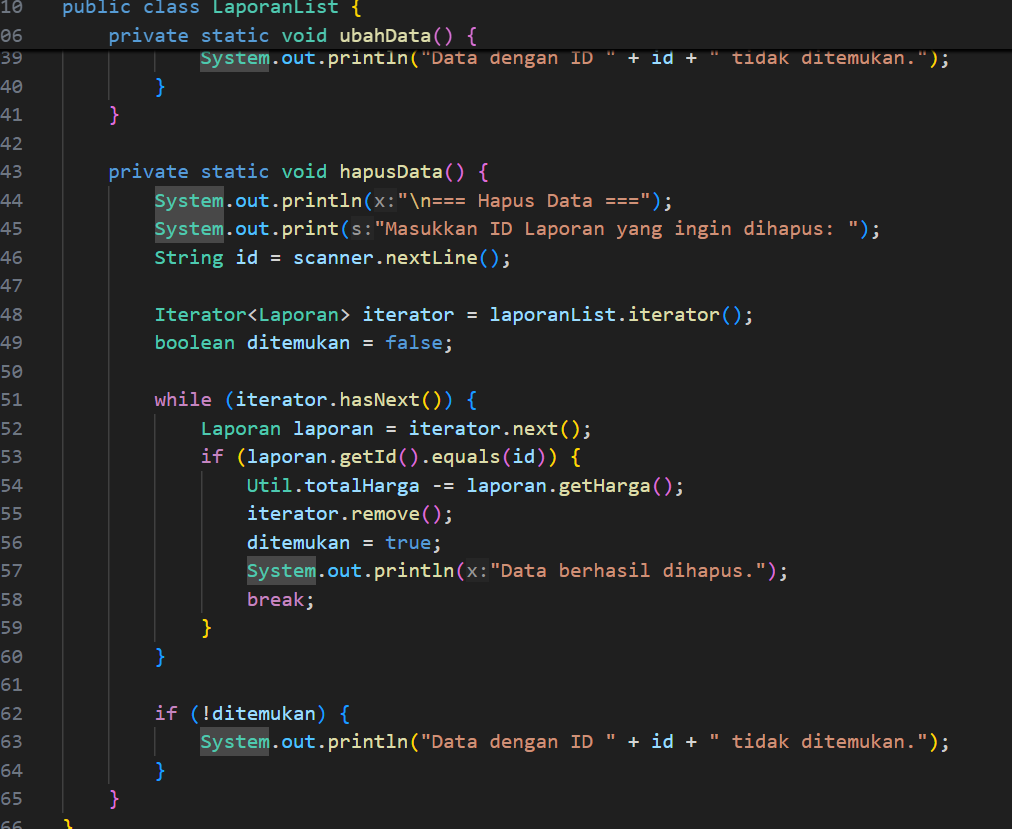 10 public class LaporanList {
06 private static void ubahData() {
39 System.out.println("Data dengan ID " + id + " tidak ditemukan.");
40 }
41 }
42
43 private static void hapusData() {
44 System.out.println(x:"\n=== Hapus Data ===");
45 System.out.print(s:"Masukkan ID Laporan yang ingin dihapus: ");
46 String id = scanner.nextLine();
47
48 Iterator<Laporan> iterator = laporanList.iterator();
49 boolean ditemukan = false;
50
51 while (iterator.hasNext()) {
52 Laporan laporan = iterator.next();
53 if (laporan.getId().equals(id)) {
54 Util.totalHarga -= laporan.getHarga();
55 iterator.remove();
56 ditemukan = true;
57 System.out.println(x:"Data berhasil dihapus.");
58 break;
59 }
60 }
61
62 if (!ditemukan) {
63 System.out.println("Data dengan ID " + id + " tidak ditemukan.");
64 }
65 }
66 }